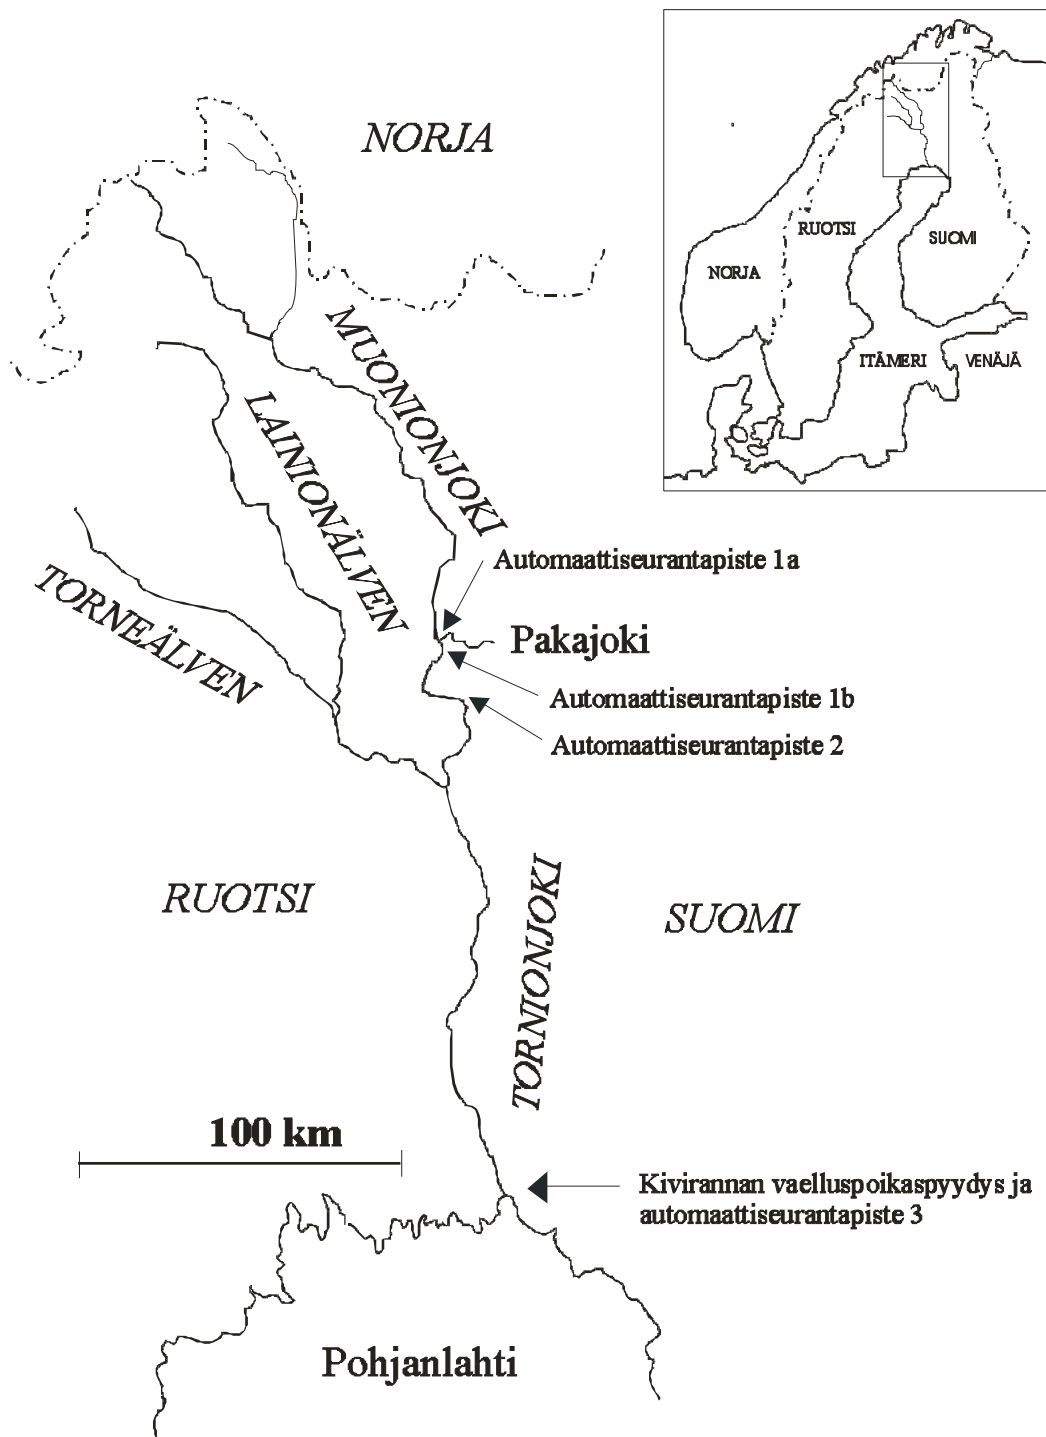 NORJA
RUOTSI
SUOMI
NORJA
ITÄMERI
VENÄJÄ
MUONIONJOKI
LAINIONÄLVEN
TORNEÄLVEN
Automaattiseurantapiste 1a
Pakajoki
Automaattiseurantapiste 1b
Automaattiseurantapiste 2
RUOTSI
SUOMI
TORNIONJOKI
100 km
Kivirannan vaelluspoikaspyydys ja
automaattiseurantapiste 3
Pohjanlahti